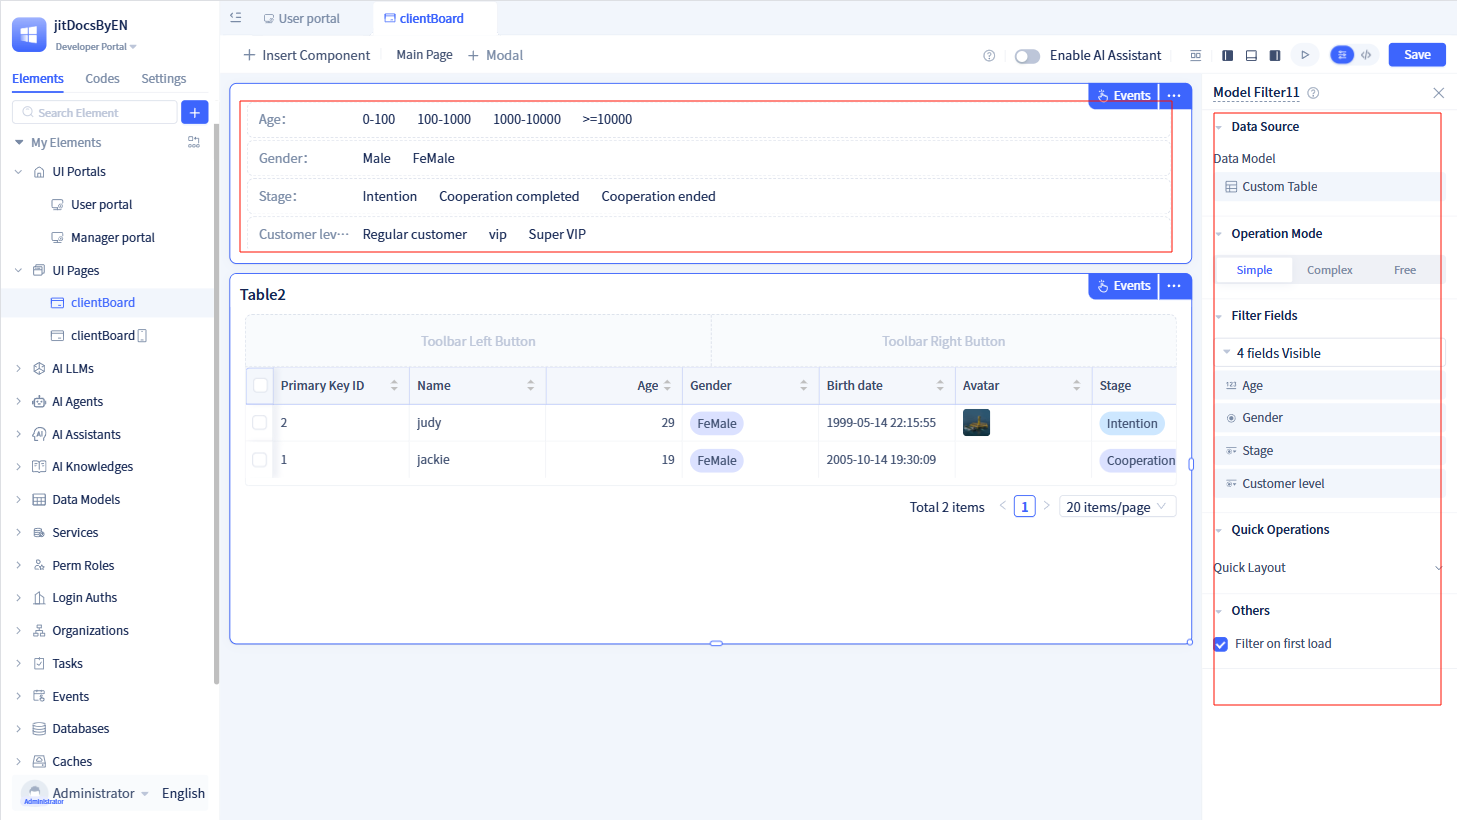 jitDocsByEN
Developer Portal
Elements Codes Settings
Search Element
My Elements
UI Portals
User portal
Manager portal
UI Pages
clientBoard
clientBoard
AI LLMs
AI Agents
AI Assistants
AI Knowledges
Data Models
Services
Perm Roles
Login Auths
Organizations
Tasks
Events
Databases
Caches
Administrator
Administrator English
User portal clientBoard
Insert Component Main Page Modal
Enable AI Assistant Save
Events
Age: 0-100 100-1000 1000-10000 >=10000
Gender: Male FeMale
Stage: Intention Cooperation completed Cooperation ended
Customer lev··· Regular customer vip Super VIP
Events
Table2
Toolbar Left Button Toolbar Right Button
Primary Key ID Name Age Gender Birth date Avatar Stage
2 judy 29 FeMale 1999-05-14 22:15:55 Intention
1 jackie 19 FeMale 2005-10-14 19:30:09 Cooperation
Total 2 items 1 20 items/page
Model Filter11
Data Source
Data Model
Custom Table
Operation Mode
Simple Complex Free
Filter Fields
4 fields Visible
123 Age
Gender
Stage
Customer level
Quick Operations
Quick Layout
Others
Filter on first load